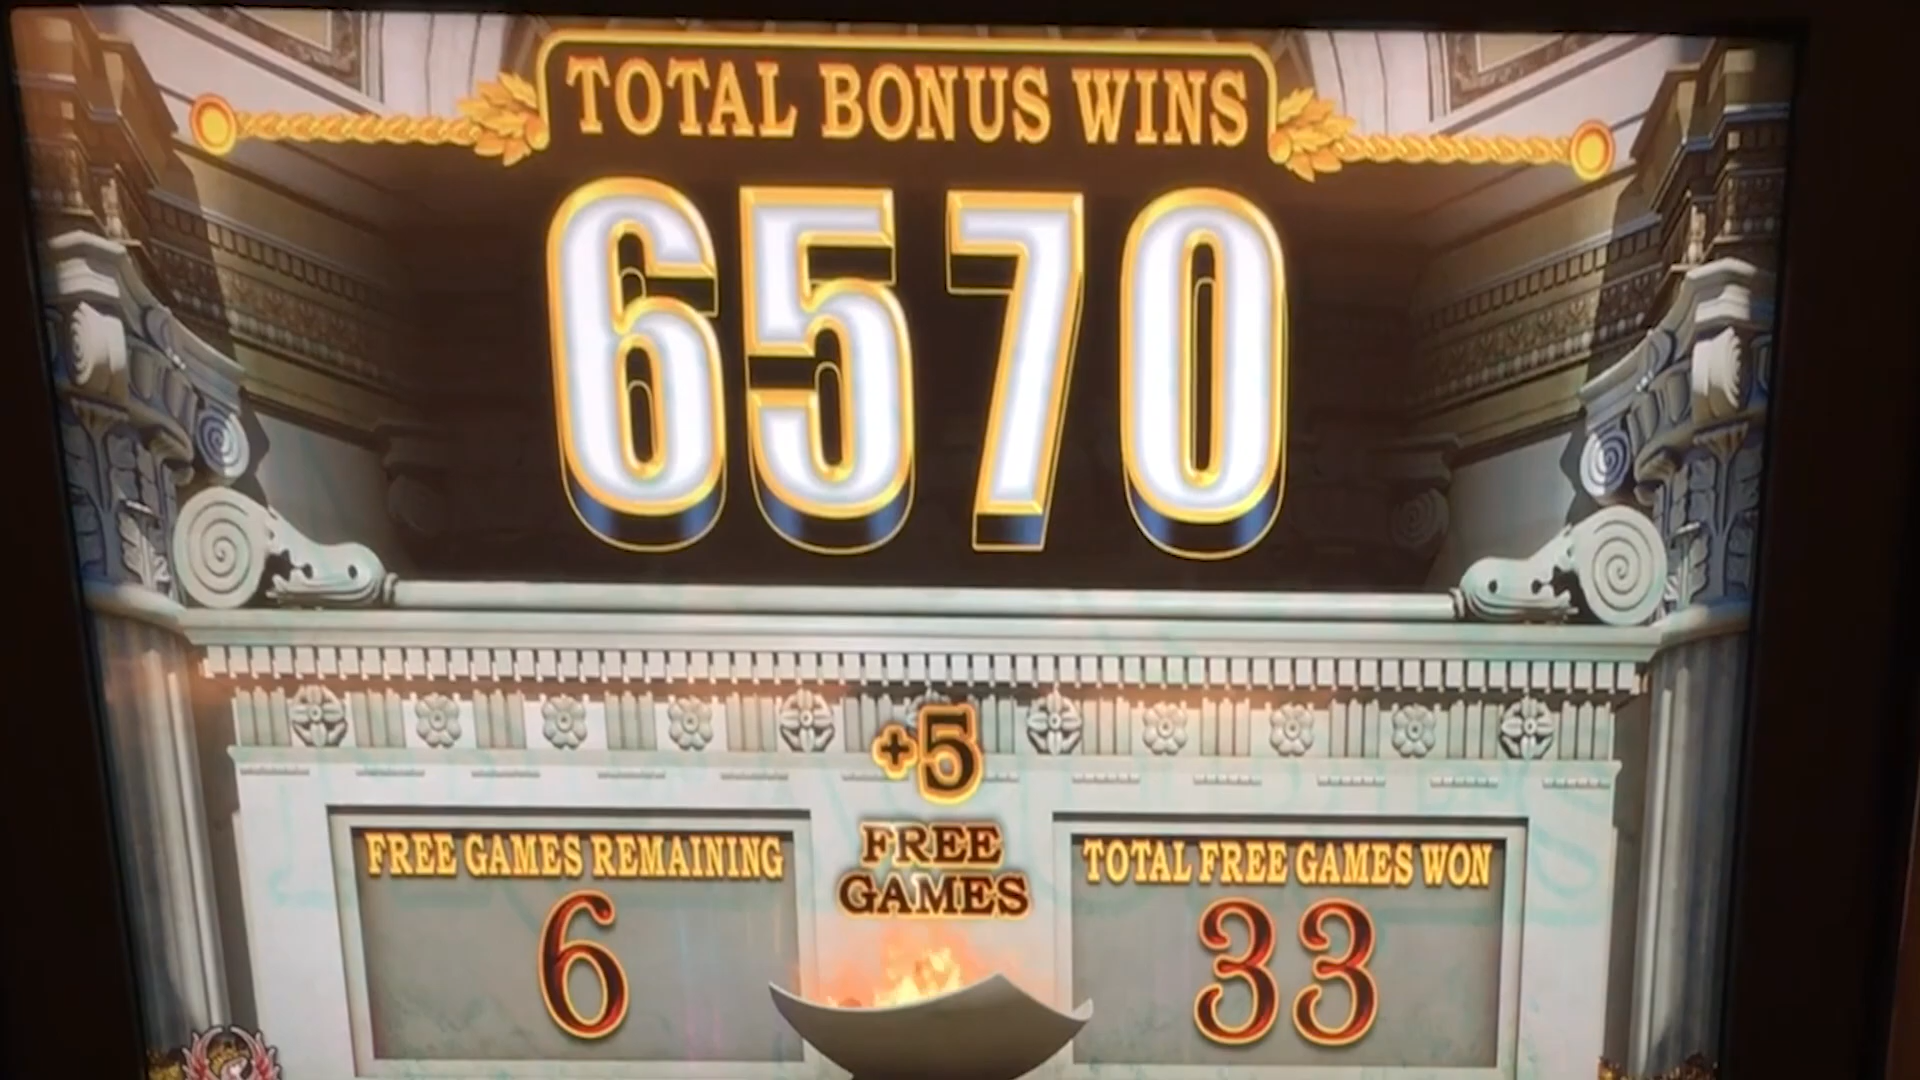 TOTAL BONUS WINS
6570
+5
FREE
GAMES
FREE GAMES REMAINING
6
TOTAL FREE GAMES WON
33